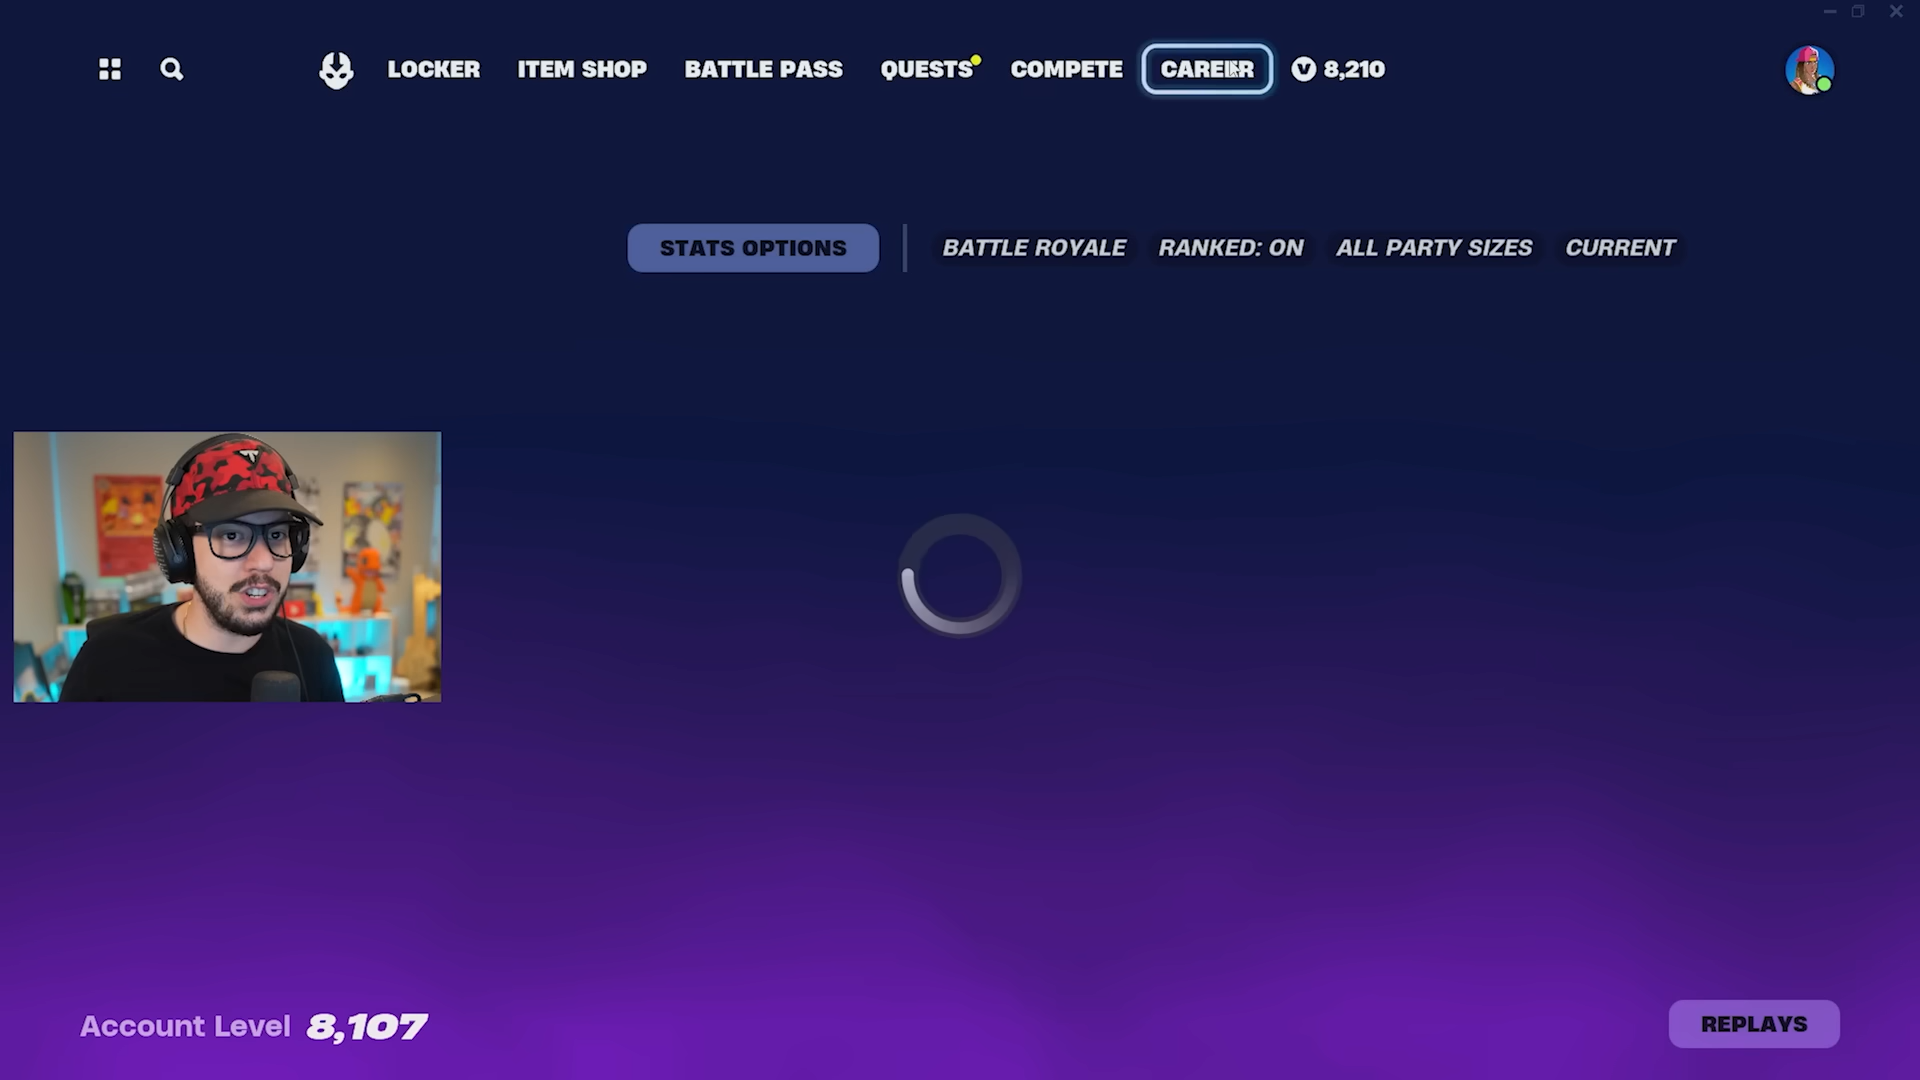 LOCKER
ITEM SHOP
BATTLE PASS
QUESTS
COMPETE
CAREER
8,210
STATS OPTIONS
BATTLE ROYALE
RANKED: ON
ALL PARTY SIZES
CURRENT
Account Level 8,107
REPLAYS